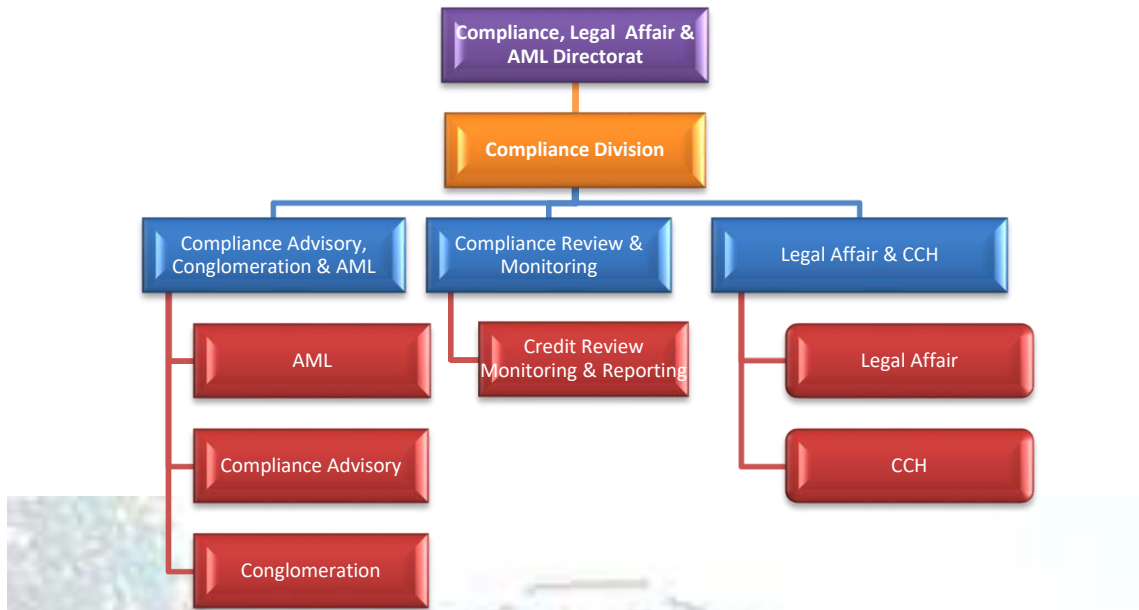 Compliance, Legal Affair &
AML Directorat
Compliance Division
Compliance Advisory,
Conglomeration & AML
Compliance Review &
Monitoring
Legal Affair & CCH
AML
Credit Review
Monitoring & Reporting
Legal Affair
Compliance Advisory
CCH
Conglomeration